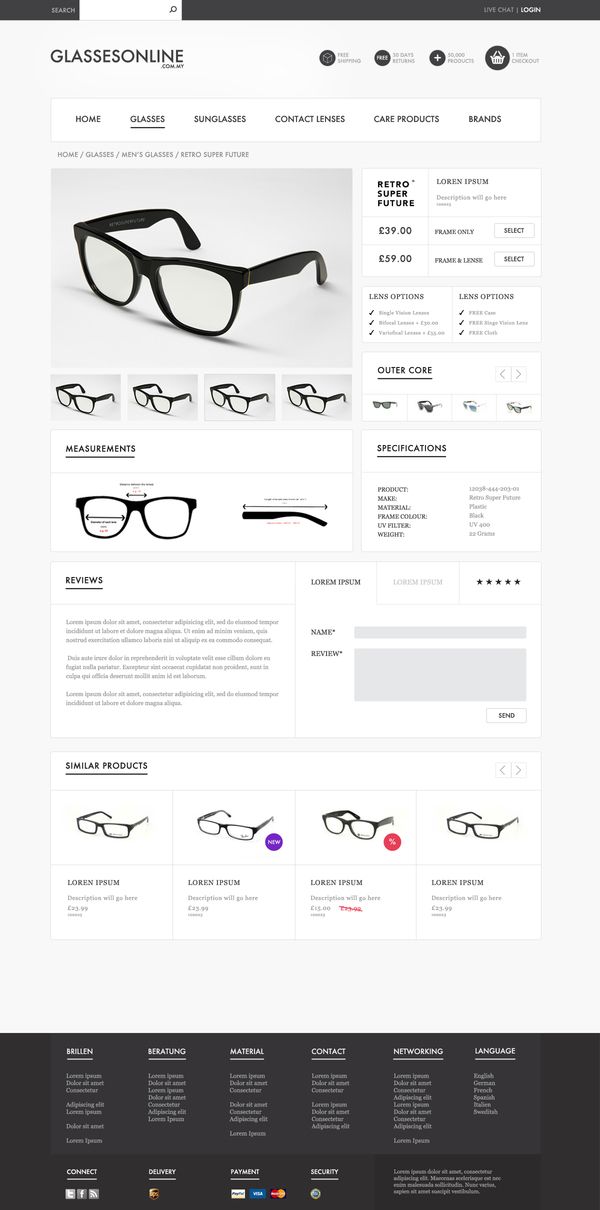 SEARCH
LIVE CHAT | LOGIN
GLASSESONLINE
.COM.MY
FREE
SHIPPING
FREE
30 DAYS
RETURNS
50,000
PRODUCTS
1 ITEM
CHECKOUT
HOME GLASSES SUNGLASSES CONTACT LENSES CARE PRODUCTS BRANDS
HOME / GLASSES / MEN'S GLASSES / RETRO SUPER FUTURE
RETROSUPERFUTURE
RETRO
SUPER
FUTURE
LOREN IPSUM
Description will go here
£39.00 FRAME ONLY SELECT
£59.00 FRAME & LENSE SELECT
LENS OPTIONS
Single Vision Lenses
Bifocal Lenses + £30.00
Variofical Lenses + £55.00
LENS OPTIONS
FREE Case
FREE Singe Vision Lens
FREE Cloth
OUTER CORE
MEASUREMENTS
SPECIFICATIONS
PRODUCT: 12038-444-203-01
MAKE: Retro Super Future
MATERIAL: Plastic
FRAME COLOUR: Black
UV FILTER: UV 400
WEIGHT: 22 Grams
REVIEWS
Lorem ipsum dolor sit amet, consectetur adipisicing elit, sed do eiusmod tempor
incididunt ut labore et dolore magna aliqua. Ut enim ad minim veniam, quis
nostrud exercitation ullamco laboris nisi ut aliquip ex ea commodo consequat.
Duis aute irure dolor in reprehenderit in voluptate velit esse cillum dolore eu
fugiat nulla pariatur. Excepteur sint occaecat cupidatat non proident, sunt in
culpa qui officia deserunt mollit anim id est laborum.
Lorem ipsum dolor sit amet, consectetur adipisicing elit, sed do eiusmod tempor
incididunt ut labore et dolore magna aliqua.
LOREM IPSUM LOREM IPSUM
NAME*
REVIEW*
SEND
SIMILAR PRODUCTS
NEW
%
LOREN IPSUM
Description will go here
£23.99
LOREN IPSUM
Description will go here
£23.99
LOREN IPSUM
Description will go here
£15.00 £23.99
LOREN IPSUM
Description will go here
£23.99
BRILLEN
Lorem ipsum
Dolor sit amet
Consectetur
Adipiscing elit
Lorem ipsum
Dolor sit amet
Lorem Ipsum
BERATUNG
Lorem ipsum
Dolor sit amet
Lorem ipsum
Dolor sit amet
Consectetur
Adipiscing elit
Lorem Ipsum
MATERIAL
Lorem ipsum
Dolor sit amet
Lorem ipsum
Dolor sit amet
Consectetur
Adipiscing elit
Lorem Ipsum
CONTACT
Lorem ipsum
Dolor sit amet
Consectetur
Lorem ipsum
Dolor sit amet
Consectetur
Adipiscing elit
NETWORKING
Lorem ipsum
Dolor sit amet
Consectetur
Adipiscing elit
Lorem ipsum
Dolor sit amet
Consectetur
Adipiscing elit
Lorem Ipsum
LANGUAGE
English
German
French
Spanish
Italien
Sweditsh
CONNECT
DELIVERY
ups
PAYMENT
PayPal VISA MasterCard
SECURITY
Lorem ipsum dolor sit amet, consectetur
adipiscing elit. Maecenas scelerisque est nec
enim malesuada sollicitudin. Nunc varius,
sapien sit amet suscipit vestibulum.